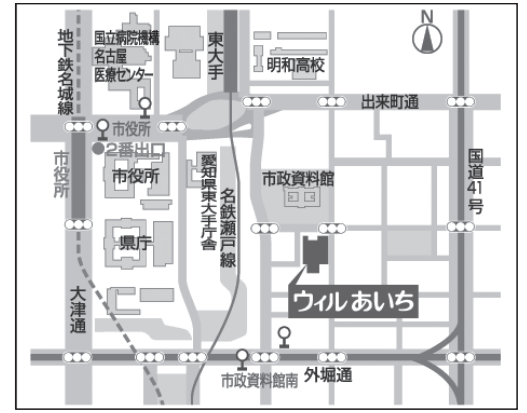 N
地下鉄名城線
国立病院機構
名古屋
医療センター
東大手
明和高校
出来町通
市役所
2番出口
市役所
市役所
愛知県東大手庁舎
名鉄瀬戸線
市政資料館
国道41号
県庁
ウィルあいち
大津通
市政資料館南
外堀通